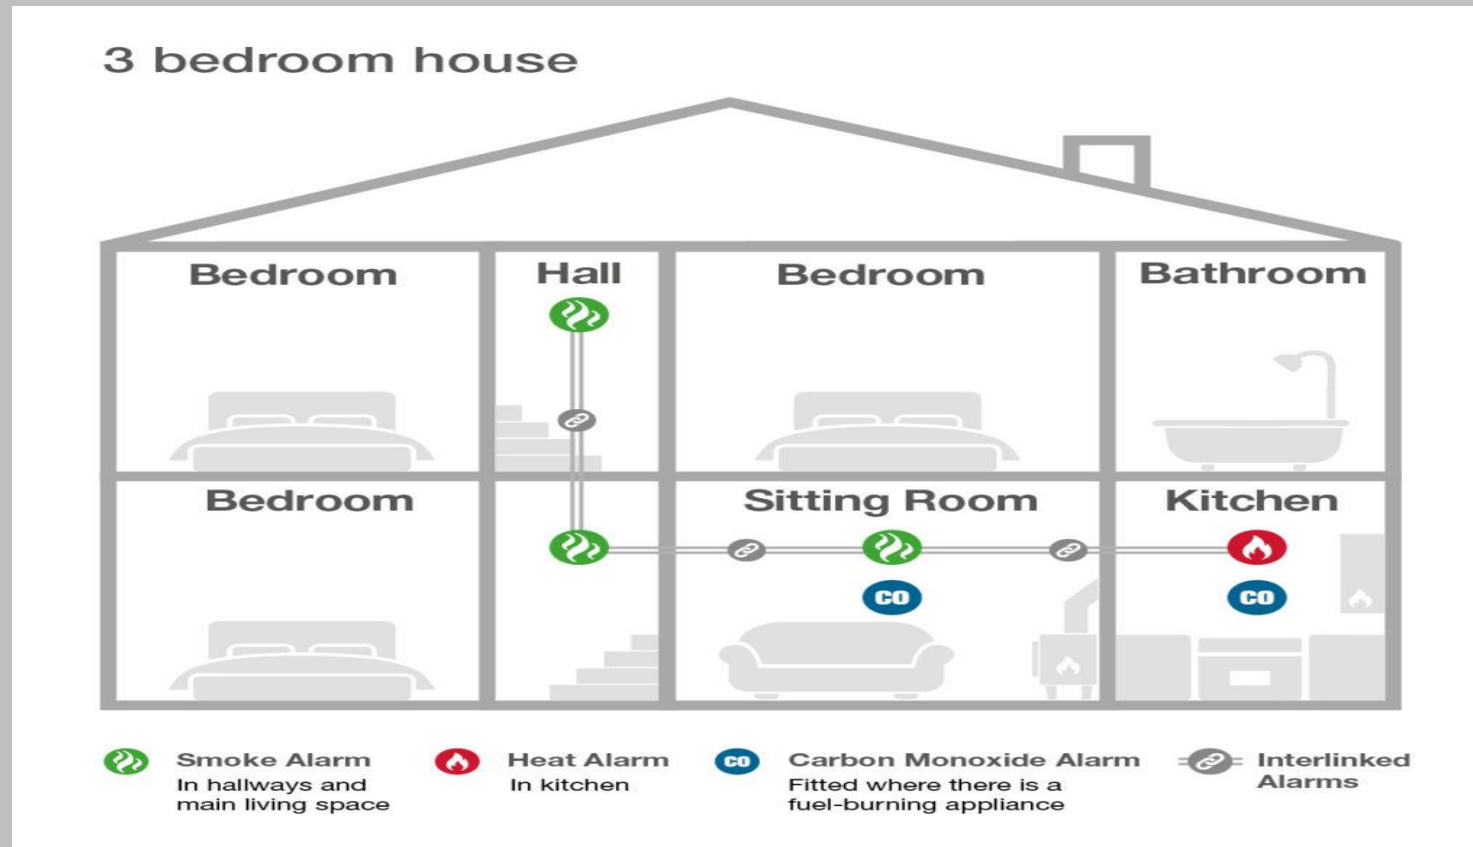 3 bedroom house
Bedroom
Hall
Bedroom
Bathroom
Bedroom
Sitting Room
Kitchen
CO
CO
Smoke Alarm
In hallways and
main living space
Heat Alarm
In kitchen
CO
Carbon Monoxide Alarm
Fitted where there is a
fuel-burning appliance
Interlinked
Alarms